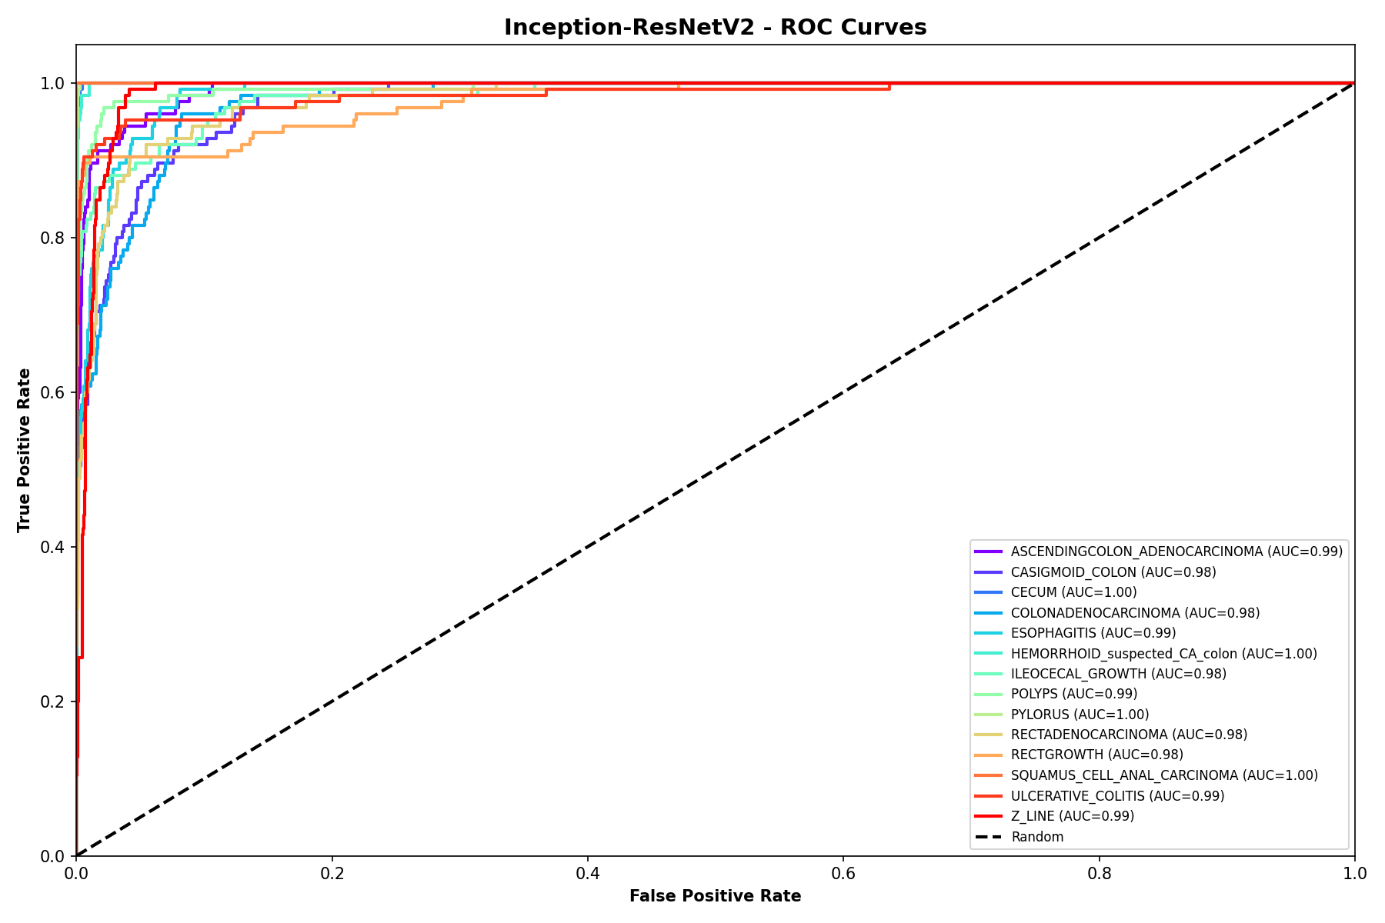 Inception-ResNetV2 - ROC Curves
True Positive Rate
1.0
0.8
0.6
0.4
0.2
0.0
ASCENDINGCOLON_ADENOCARCINOMA (AUC=0.99)
CASIGMOID_COLON (AUC=0.98)
CECUM (AUC=1.00)
COLONADENOCARCINOMA (AUC=0.98)
ESOPHAGITIS (AUC=0.99)
HEMORRHOID_suspected_CA_colon (AUC=1.00)
ILEOCECAL_GROWTH (AUC=0.98)
POLYPS (AUC=0.99)
PYLORUS (AUC=1.00)
RECTADENOCARCINOMA (AUC=0.98)
RECTGROWTH (AUC=0.98)
SQUAMUS_CELL_ANAL_CARCINOMA (AUC=1.00)
ULCERATIVE_COLITIS (AUC=0.99)
Z_LINE (AUC=0.99)
Random
0.0 0.2 0.4 0.6 0.8 1.0
False Positive Rate